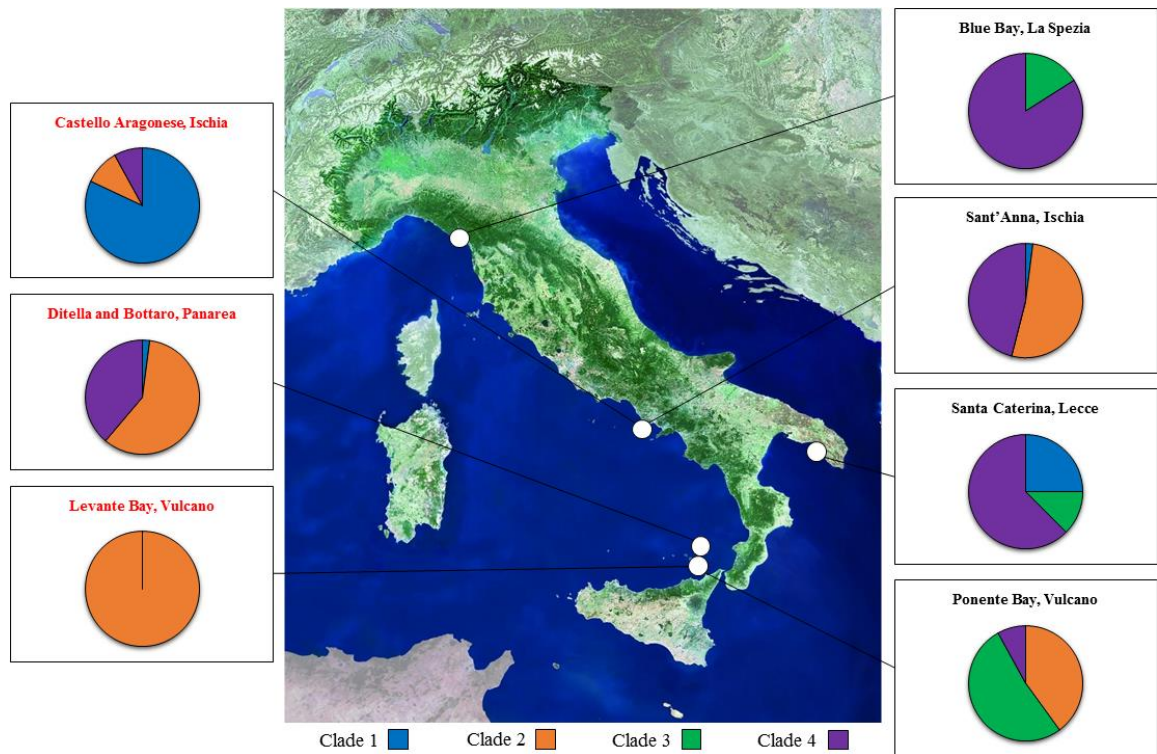 Castello Aragonese, Ischia
Ditella and Bottaro, Panarea
Levante Bay, Vulcano
Blue Bay, La Spezia
Sant’Anna, Ischia
Santa Caterina, Lecce
Ponente Bay, Vulcano
Clade 1 Clade 2 Clade 3 Clade 4